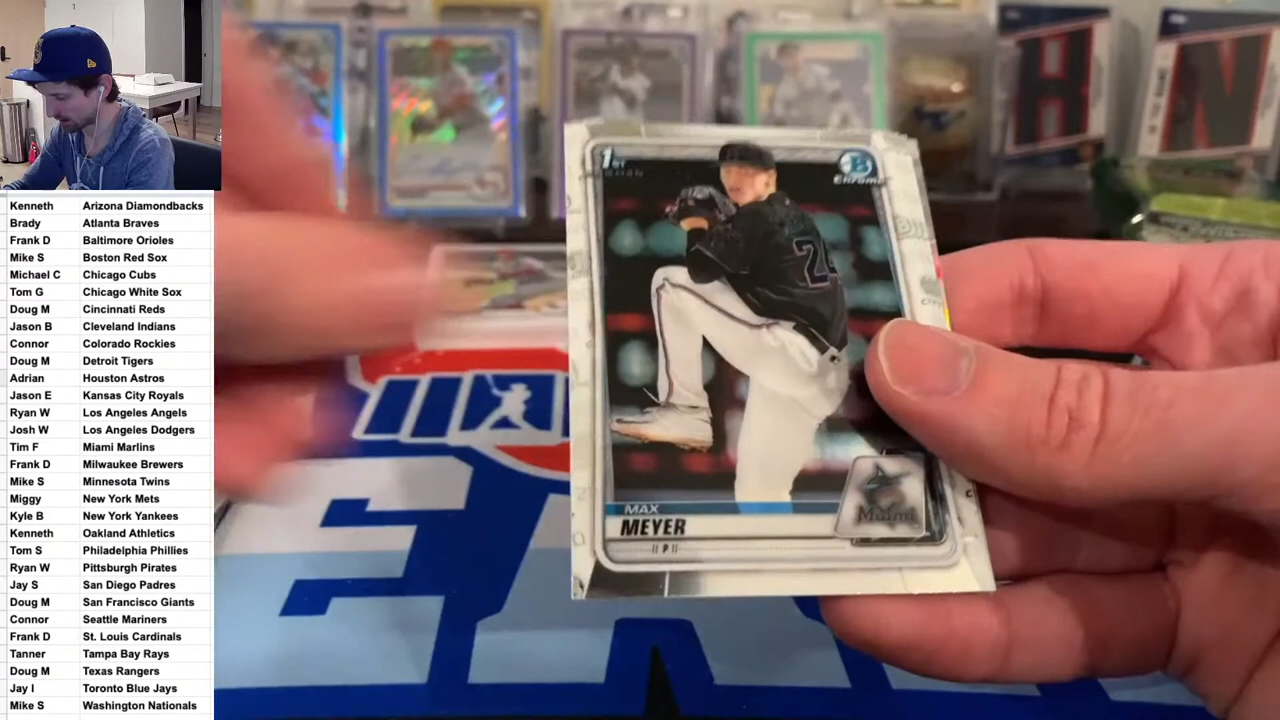 Kenneth Arizona Diamondbacks
Brady Atlanta Braves
Frank D Baltimore Orioles
Mike S Boston Red Sox
Michael C Chicago Cubs
Tom G Chicago White Sox
Doug M Cincinnati Reds
Jason B Cleveland Indians
Connor Colorado Rockies
Doug M Detroit Tigers
Adrian Houston Astros
Jason E Kansas City Royals
Ryan W Los Angeles Angels
Josh W Los Angeles Dodgers
Tim F Miami Marlins
Frank D Milwaukee Brewers
Mike S Minnesota Twins
Miggy New York Mets
Kyle B New York Yankees
Kenneth Oakland Athletics
Tom S Philadelphia Phillies
Ryan W Pittsburgh Pirates
Jay S San Diego Padres
Doug M San Francisco Giants
Connor Seattle Mariners
Frank D St. Louis Cardinals
Tanner Tampa Bay Rays
Doug M Texas Rangers
Jay I Toronto Blue Jays
Mike S Washington Nationals
H
N
1ST
B
Chrome
24
Miami
MAX
MEYER
P